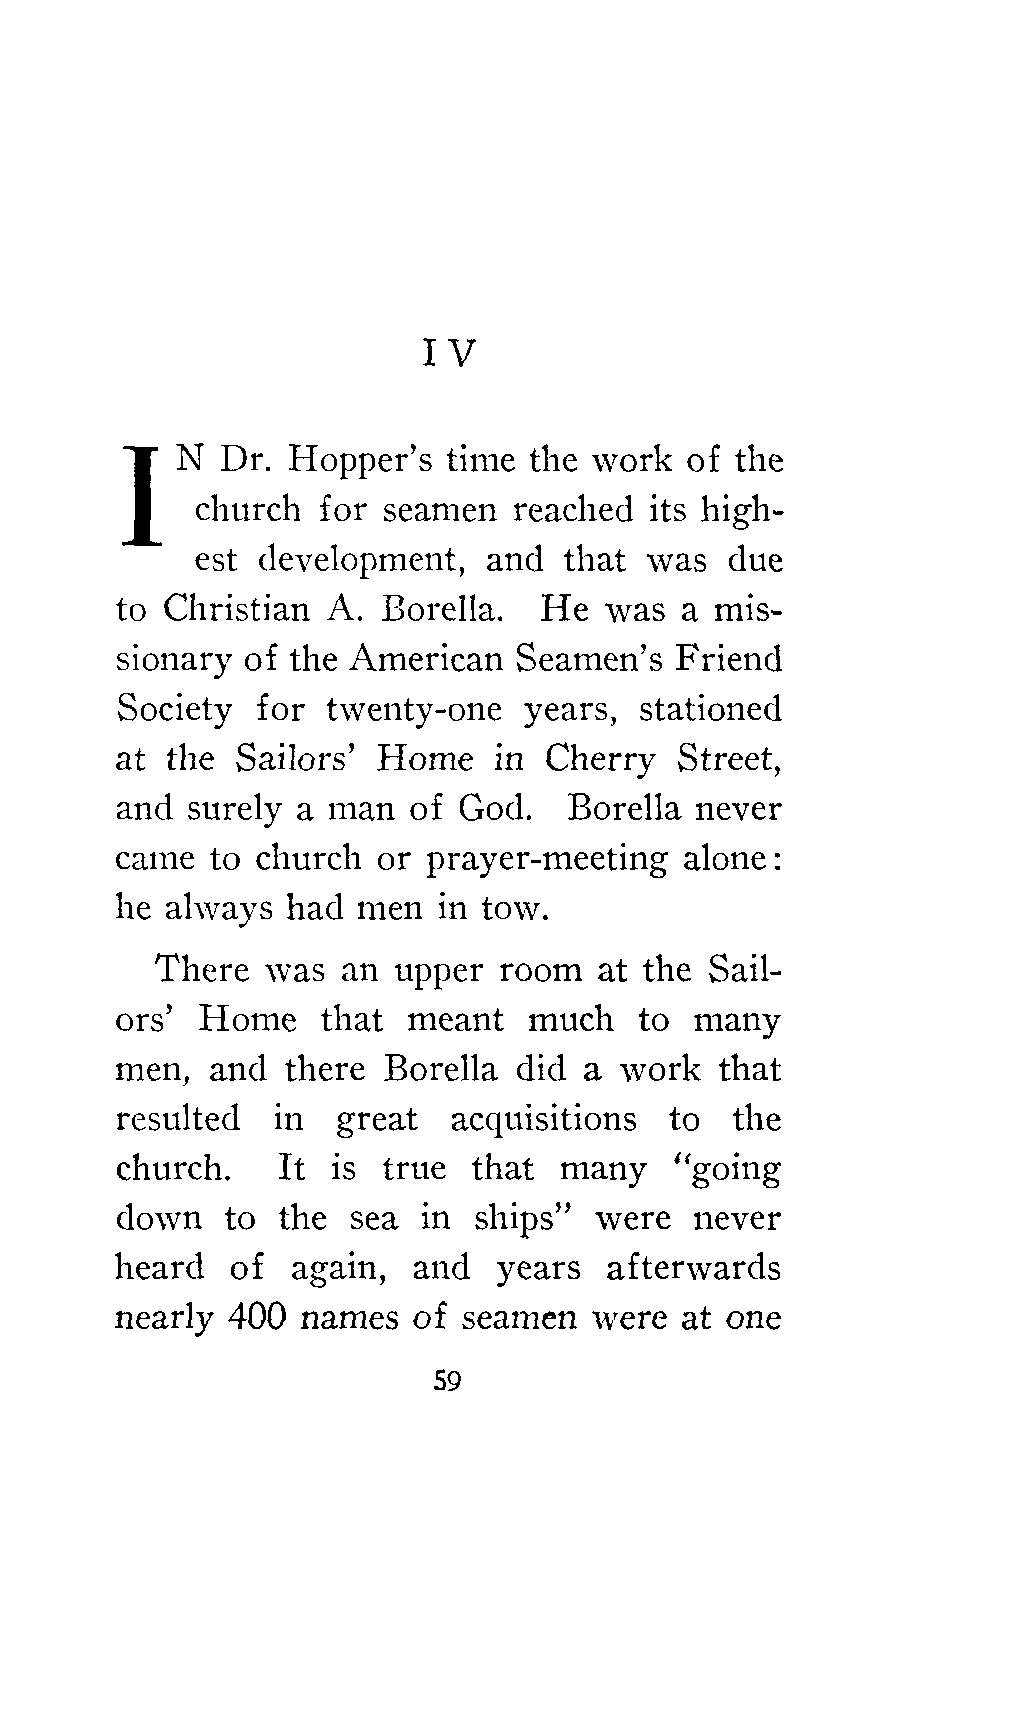 IV
IN Dr. Hopper's time the work of the
church for seamen reached its high-
est development, and that was due
to Christian A. Borella. He was a mis-
sionary of the American Seamen's Friend
Society for twenty-one years, stationed
at the Sailors' Home in Cherry Street,
and surely a man of God. Borella never
came to church or prayer-meeting alone:
he always had men in tow.
There was an upper room at the Sail-
ors' Home that meant much to many
men, and there Borella did a work that
resulted in great acquisitions to the
church. It is true that many "going
down to the sea in ships" were never
heard of again, and years afterwards
nearly 400 names of seamen were at one
59